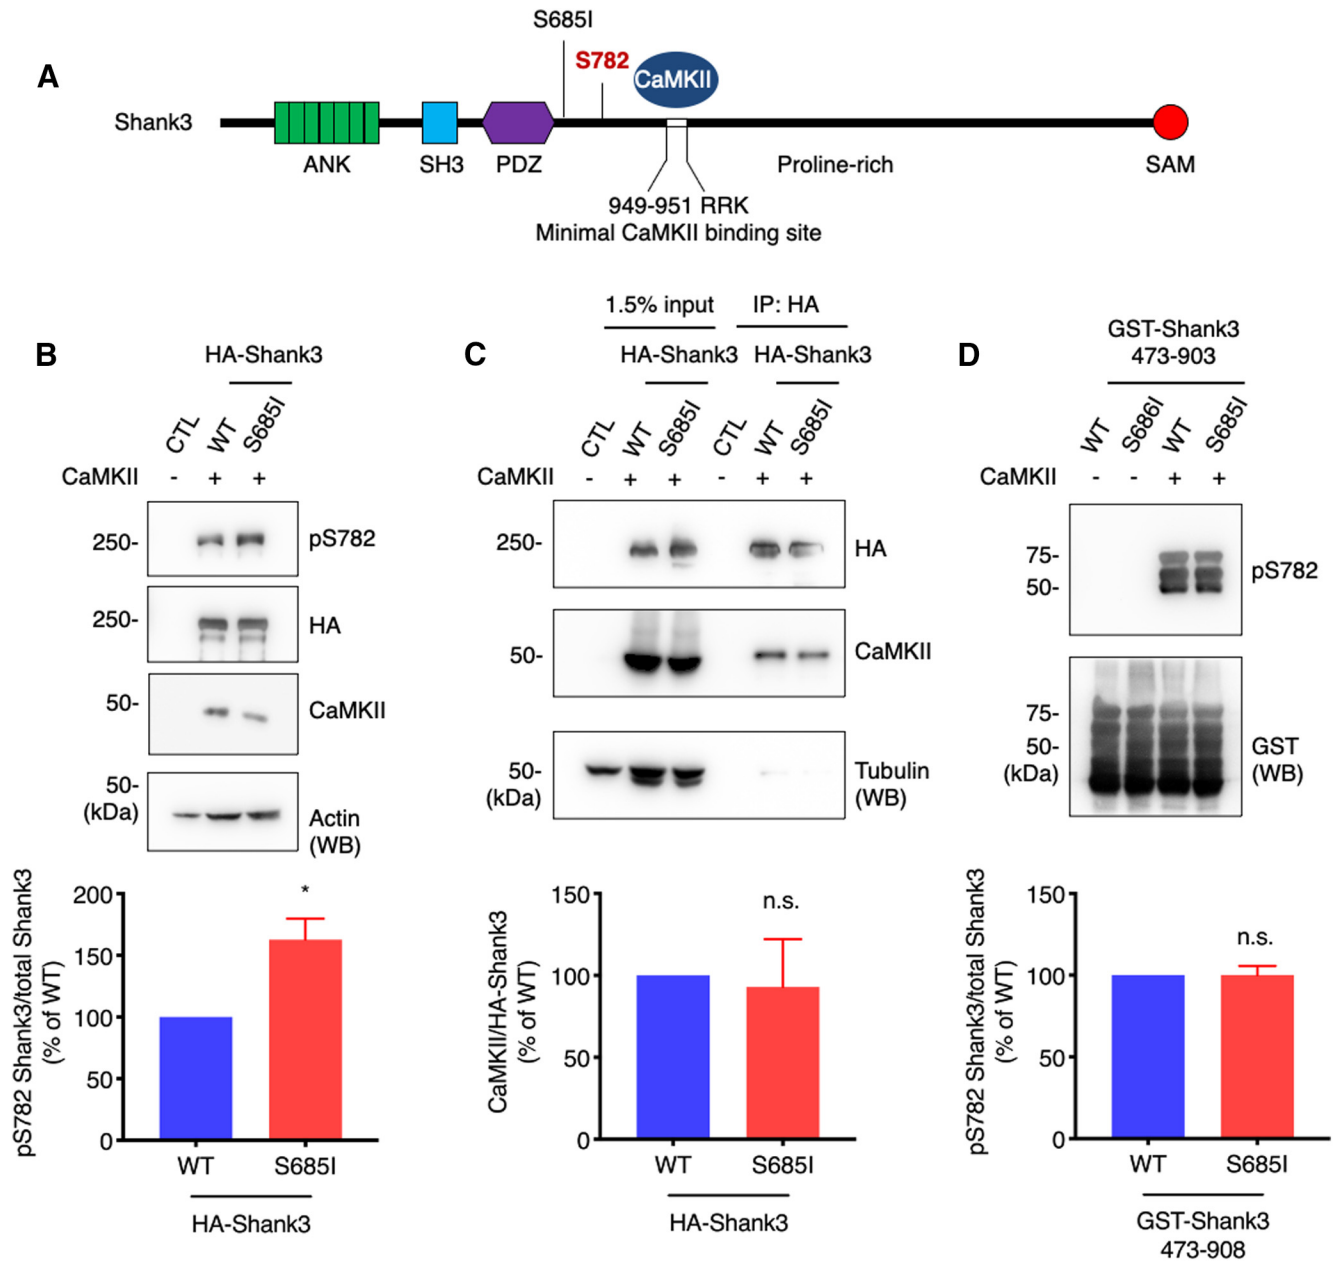 A
S685I
S782
CaMKII
Shank3
ANK
SH3
PDZ
Proline-rich
SAM
949-951 RRK
Minimal CaMKII binding site
B
HA-Shank3
CTL
WT
S685I
CaMKII
-
+
+
250-
pS782
250-
HA
50-
CaMKII
50-
(kDa)
Actin
(WB)
pS782 Shank3/total Shank3
(% of WT)
200
150
100
50
0
*
WT
S685I
HA-Shank3
C
1.5% input
IP: HA
HA-Shank3
HA-Shank3
CTL
WT
S685I
CTL
WT
S685I
CaMKII
-
+
+
-
+
+
250-
HA
50-
CaMKII
50-
(kDa)
Tubulin
(WB)
CaMKII/HA-Shank3
(% of WT)
150
100
50
0
n.s.
WT
S685I
HA-Shank3
D
GST-Shank3
473-903
WT
S686I
WT
S685I
CaMKII
-
-
+
+
75-
50-
pS782
75-
50-
(kDa)
GST
(WB)
pS782 Shank3/total Shank3
(% of WT)
150
100
50
0
n.s.
WT
S685I
GST-Shank3
473-908